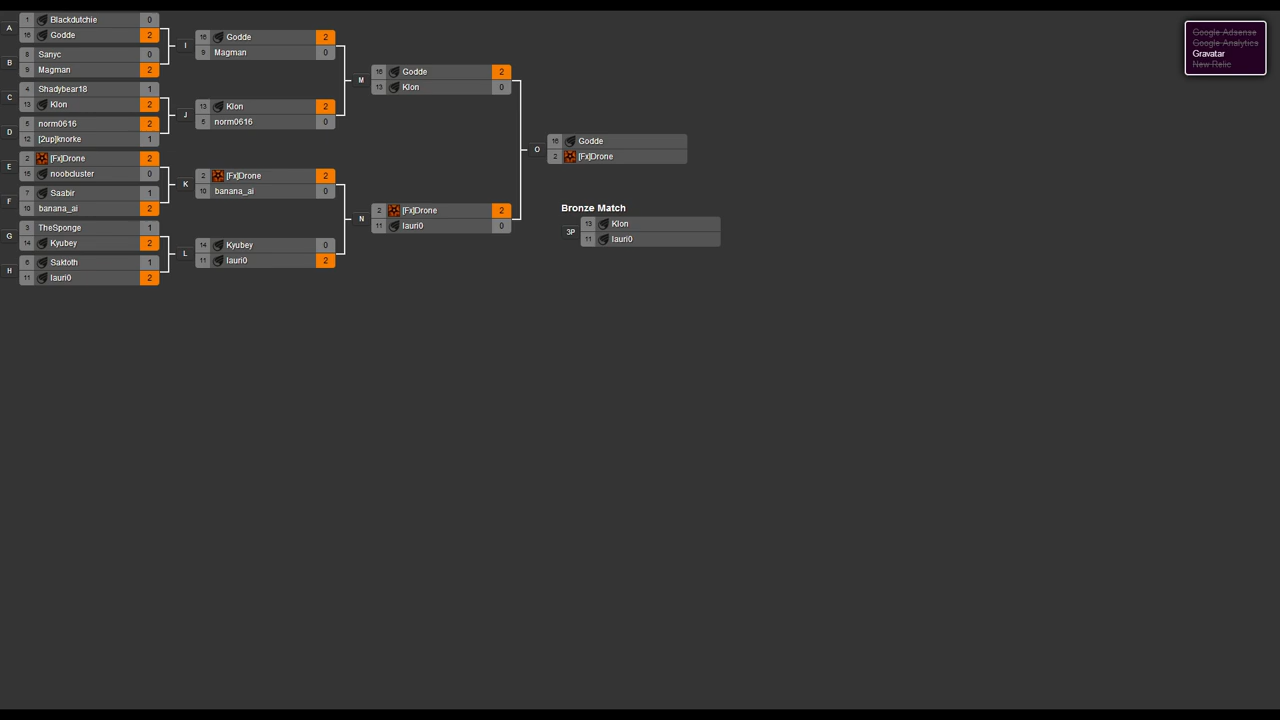 A
1 Blackdutchie 0
16 Godde 2
B
8 Sanyc 0
9 Magman 2
C
4 Shadybear18 1
13 Klon 2
D
5 norm0616 2
12 [2up]knorke 1
E
2 [Fx]Drone 2
15 noobcluster 0
F
7 Saabir 1
10 banana_ai 2
G
3 TheSponge 1
14 Kyubey 2
H
6 Saktoth 1
11 lauri0 2
I
16 Godde 2
9 Magman 0
J
13 Klon 2
5 norm0616 0
K
2 [Fx]Drone 2
10 banana_ai 0
L
14 Kyubey 0
11 lauri0 2
M
16 Godde 2
13 Klon 0
N
2 [Fx]Drone 2
11 lauri0 0
O
16 Godde
2 [Fx]Drone
Bronze Match
3P
13 Klon
11 lauri0
Google Adsense
Google Analytics
Gravatar
New Relic